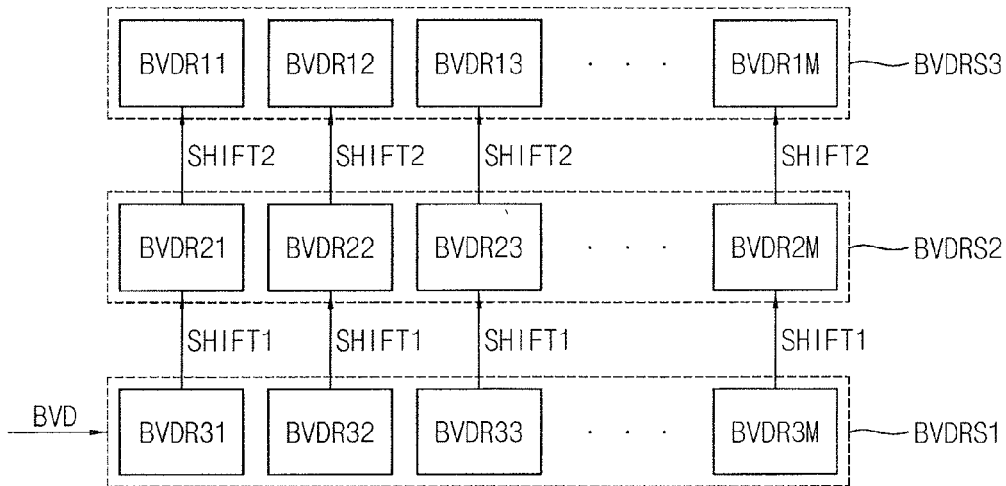 BVDR11 BVDR12 BVDR13 · · · BVDR1M BVDRS3
SHIFT2 SHIFT2 SHIFT2 SHIFT2
BVDR21 BVDR22 BVDR23 · · · BVDR2M BVDRS2
SHIFT1 SHIFT1 SHIFT1 SHIFT1
BVD BVDR31 BVDR32 BVDR33 · · · BVDR3M BVDRS1